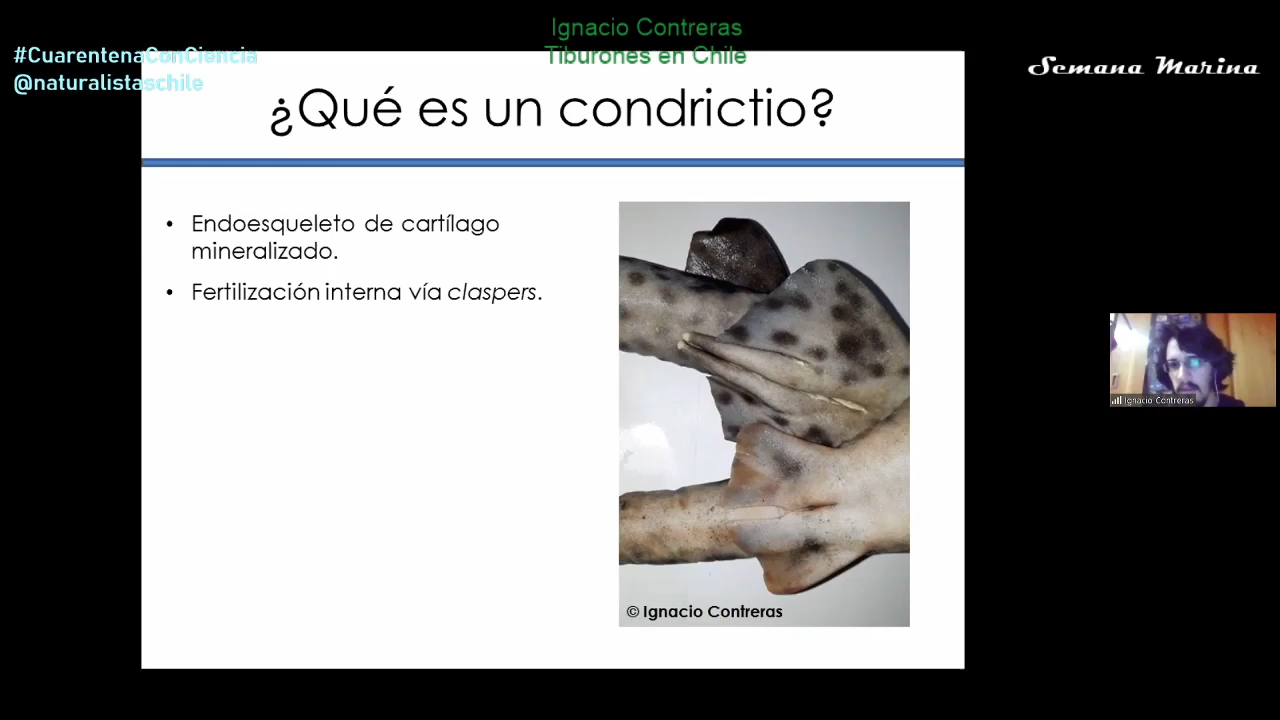 Ignacio Contreras
Tiburones en Chile
#CuarentenaConCiencia
@naturalistaschile
Semana Marina
¿Qué es un condrictio?
• Endoesqueleto de cartílago
mineralizado.
• Fertilización interna vía claspers.
© Ignacio Contreras
Ignacio Contreras